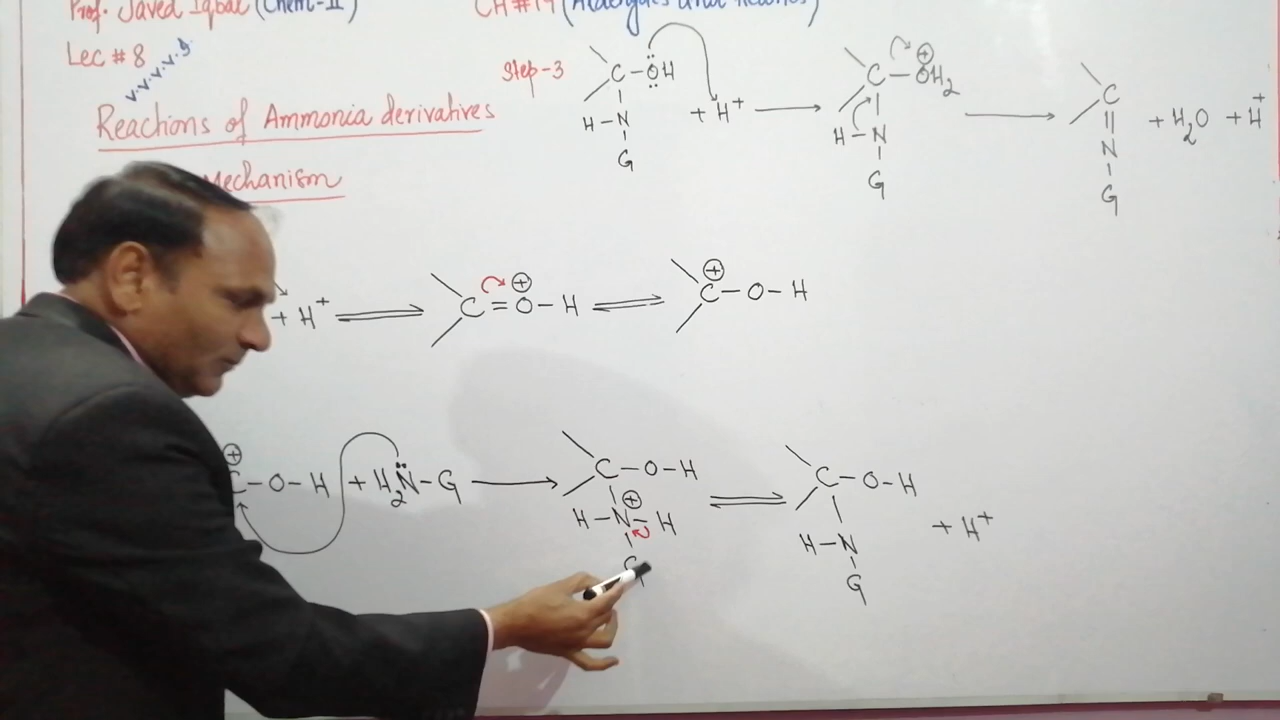 Prof. Javed Iqbal (Chem-II)
CH#19 (Aldehydes and Ketones)
Lec # 8
v.v.v.v.g.
Reactions of Ammonia derivatives
Mechanism
Step-3
C-ÖH
H-N
G
+ H⁺
C-OH₂
⊕
H-N
G
C
N
G
+ H₂O + H⁺
+ H⁺
C=O-H
⊕
⊕
C-O-H
⊕
C-O-H + H₂N̈-G
C-O-H
⊕
H-N-H
G
C-O-H
H-N
G
+ H⁺